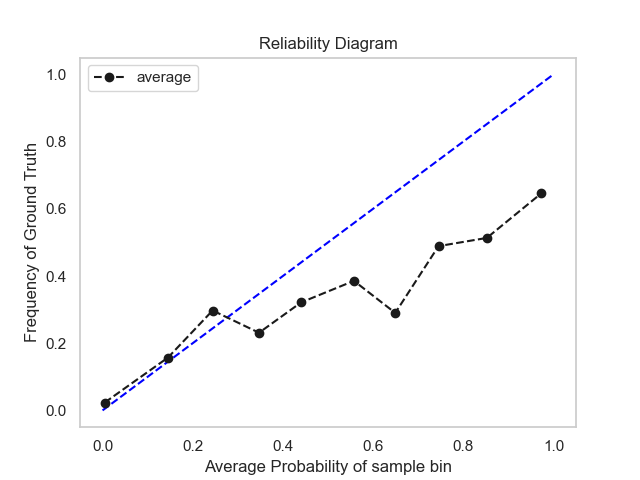 Reliability Diagram
average
1.0
0.8
0.6
0.4
0.2
0.0
Frequency of Ground Truth
0.0 0.2 0.4 0.6 0.8 1.0
Average Probability of sample bin